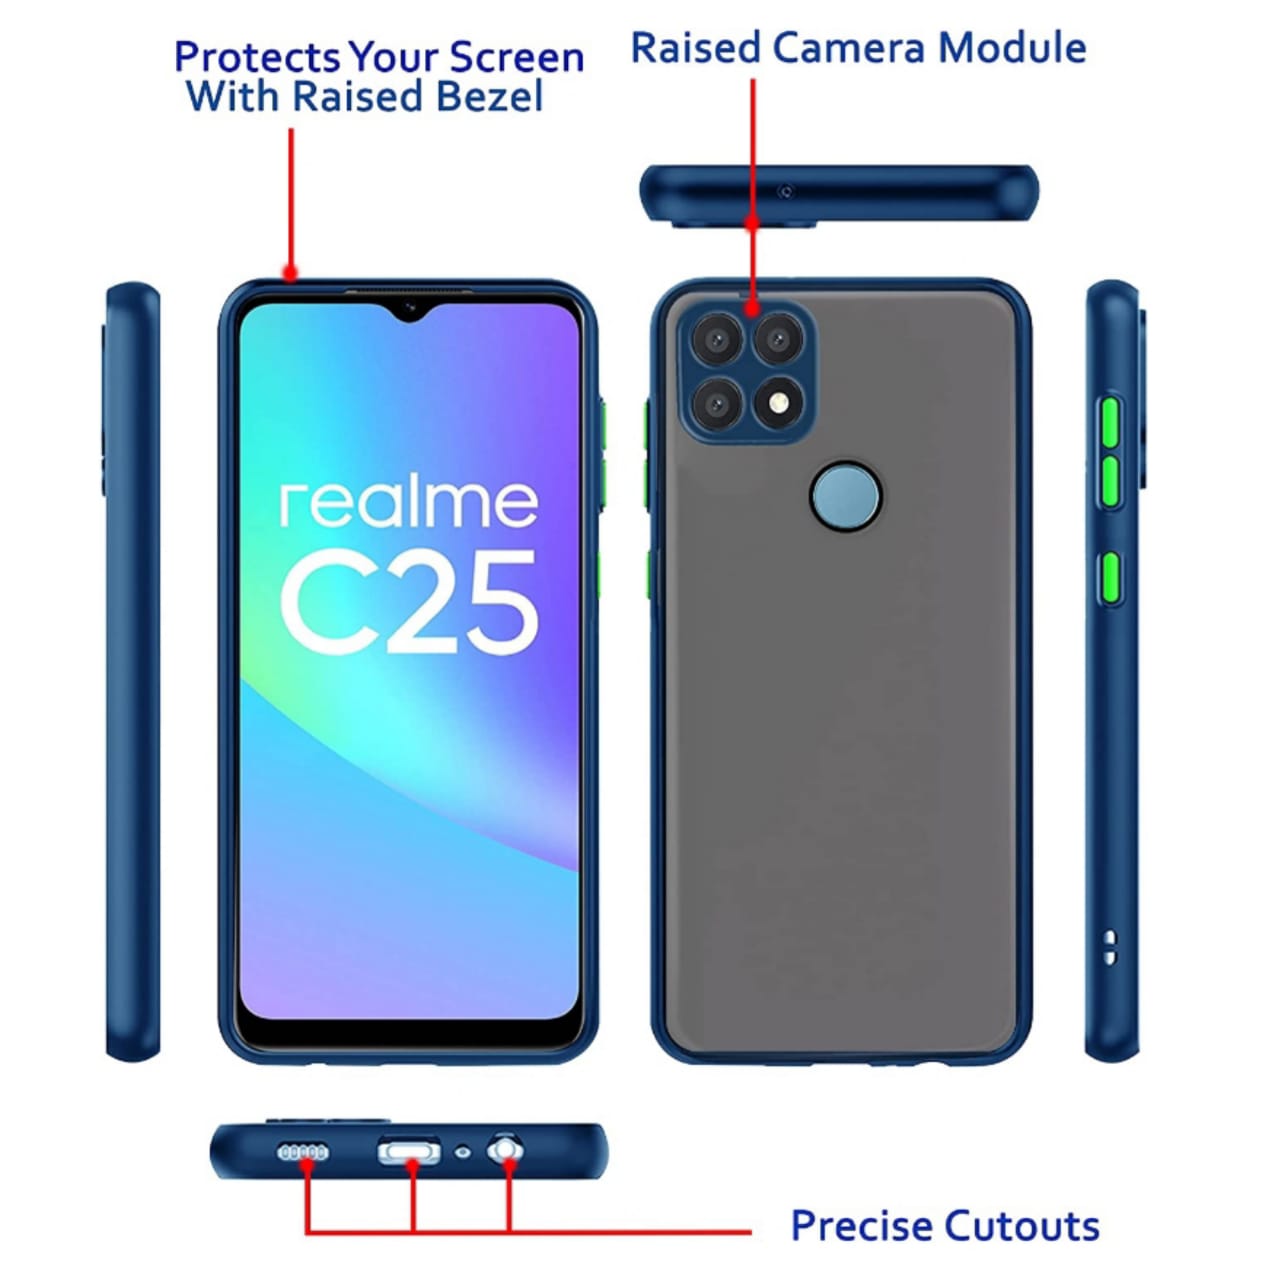 Protects Your Screen
With Raised Bezel
Raised Camera Module
realme
C25
Precise Cutouts